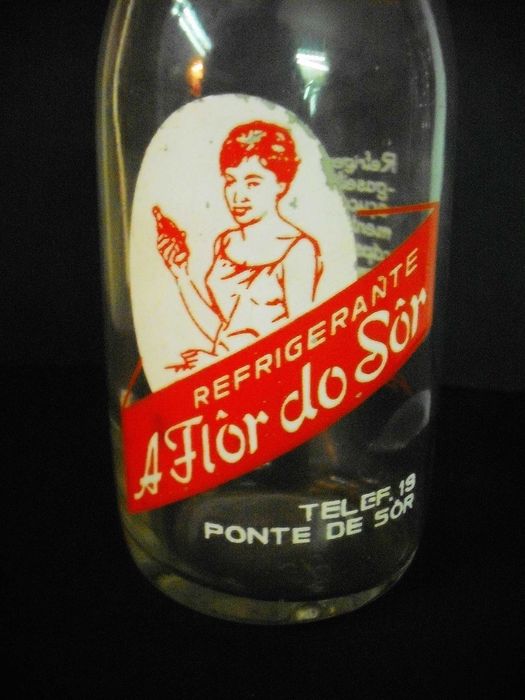 REFRIGERANTE
A Flôr do Sôr
TELEF. 19
PONTE DE SÔR